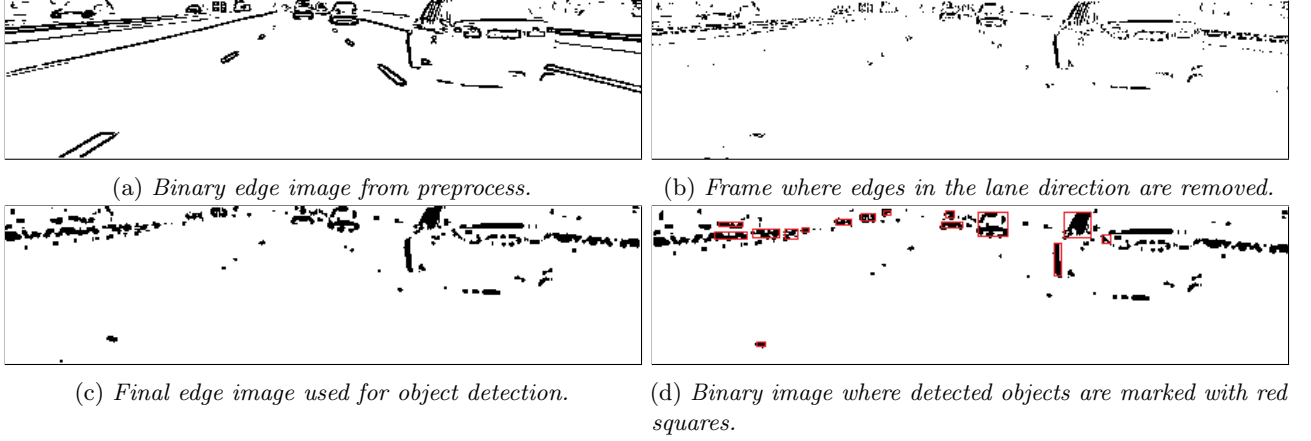 (a) Binary edge image from preprocess.
(b) Frame where edges in the lane direction are removed.
(c) Final edge image used for object detection.
(d) Binary image where detected objects are marked with red
squares.